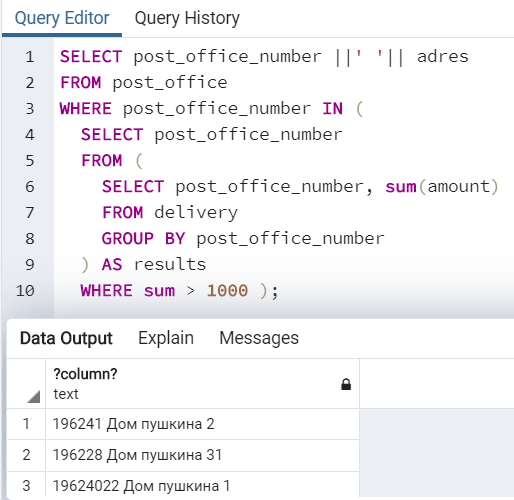 Query Editor Query History
1 SELECT post_office_number ||' '|| adres
2 FROM post_office
3 WHERE post_office_number IN (
4 SELECT post_office_number
5 FROM (
6 SELECT post_office_number, sum(amount)
7 FROM delivery
8 GROUP BY post_office_number
9 ) AS results
10 WHERE sum > 1000 );
Data Output Explain Messages
?column?
text
1 196241 Дом пушкина 2
2 196228 Дом пушкина 31
3 19624022 Дом пушкина 1